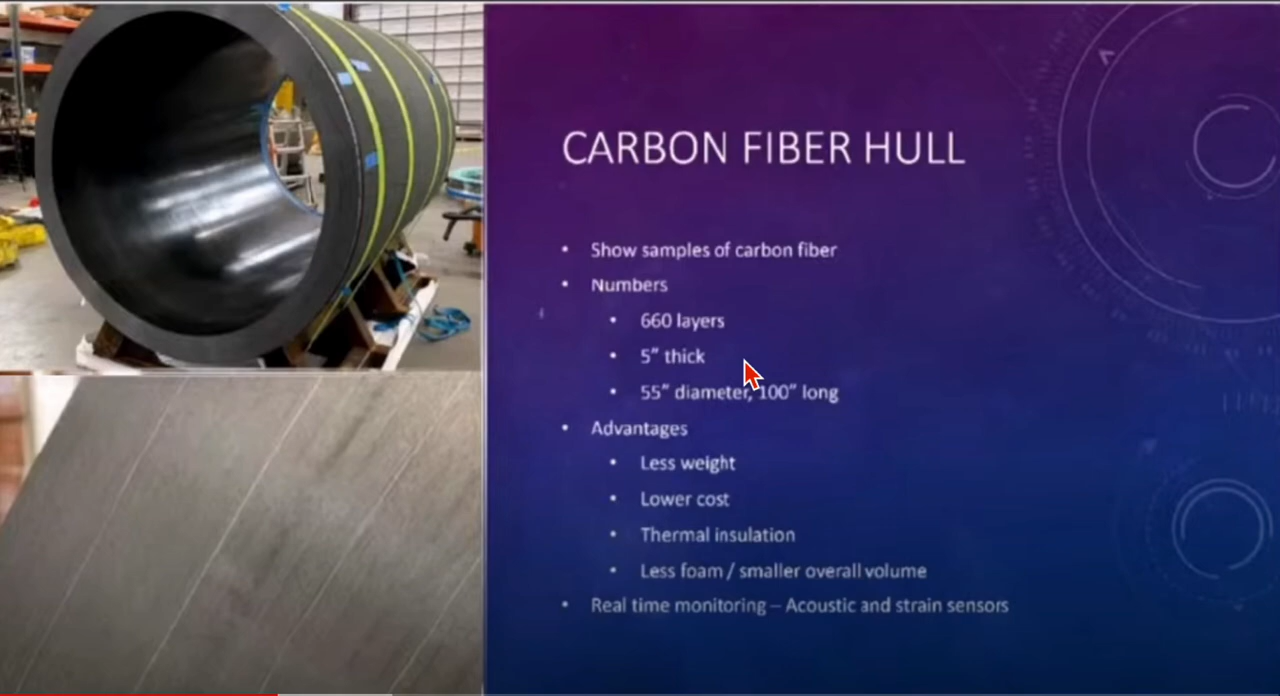 CARBON FIBER HULL
• Show samples of carbon fiber
• Numbers
• 660 layers
• 5" thick
• 55" diameter, 100" long
• Advantages
• Less weight
• Lower cost
• Thermal insulation
• Less foam / smaller overall volume
• Real time monitoring – Acoustic and strain sensors